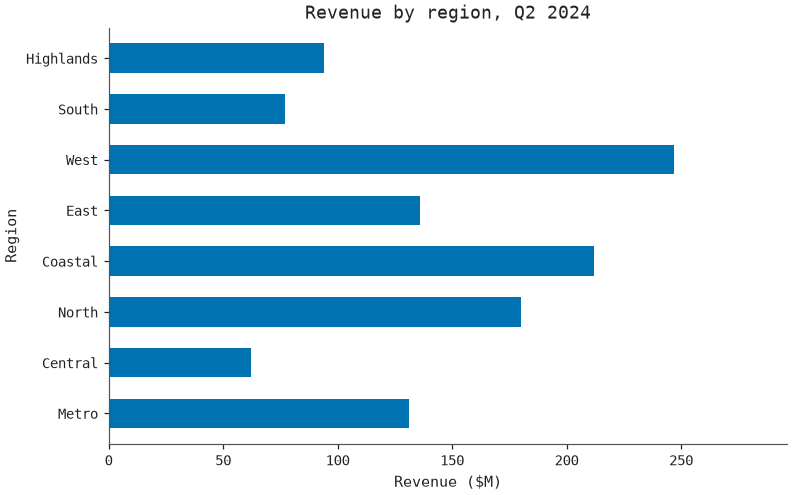 Revenue by region, Q2 2024
Region
Highlands
South
West
East
Coastal
North
Central
Metro
0 50 100 150 200 250
Revenue ($M)